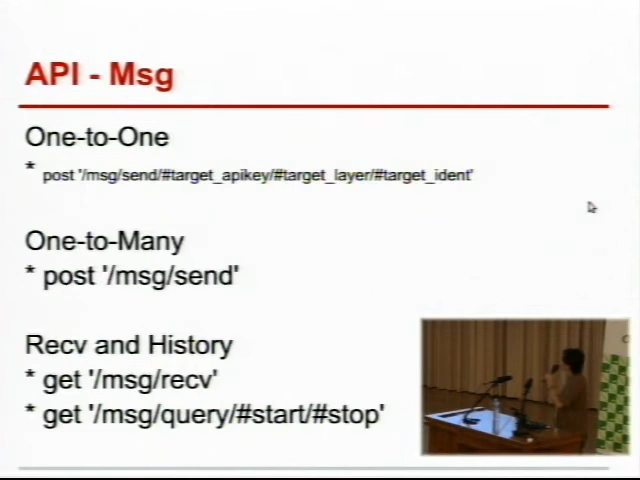 API - Msg
One-to-One
* post '/msg/send/#target_apikey/#target_layer/#target_ident'
One-to-Many
* post '/msg/send'
Recv and History
* get '/msg/recv'
* get '/msg/query/#start/#stop'